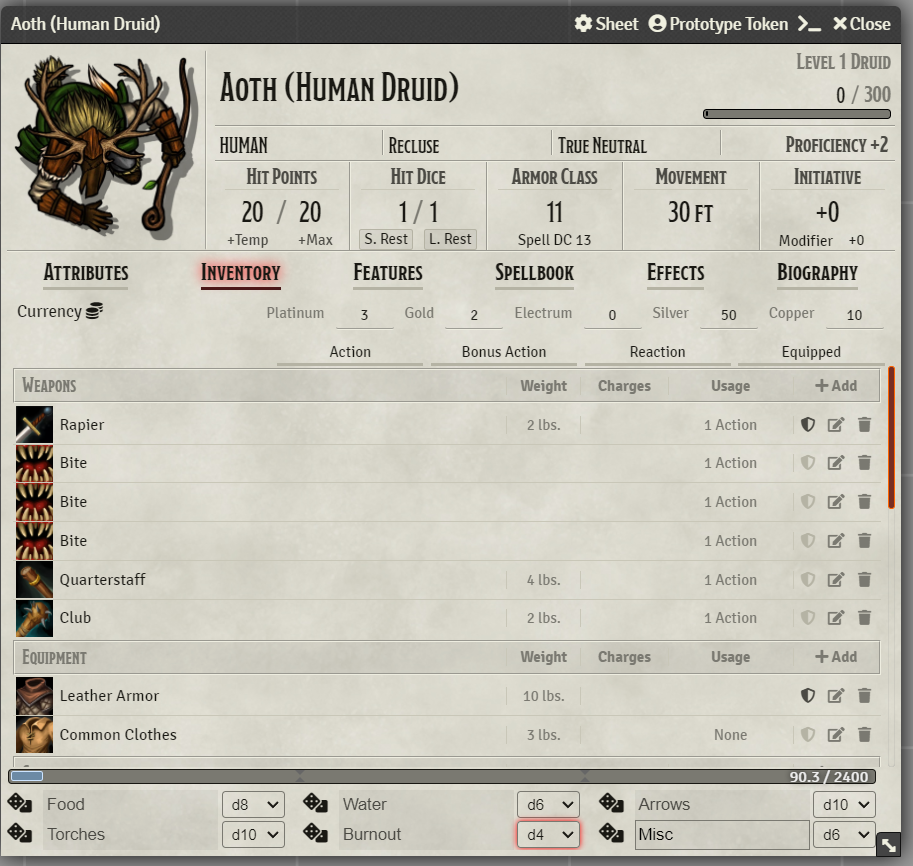 Aoth (Human Druid) Sheet Prototype Token Close
Level 1 Druid
Aoth (Human Druid)
0 / 300
Human Recluse True Neutral Proficiency +2
Hit Points Hit Dice Armor Class Movement Initiative
20 / 20 1 / 1 11 30 ft +0
+Temp +Max S. Rest L. Rest Spell DC 13 Modifier +0
Attributes Inventory Features Spellbook Effects Biography
Currency Platinum 3 Gold 2 Electrum 0 Silver 50 Copper 10
Action Bonus Action Reaction Equipped
Weapons Weight Charges Usage + Add
Rapier 2 lbs. 1 Action
Bite 1 Action
Bite 1 Action
Bite 1 Action
Quarterstaff 4 lbs. 1 Action
Club 2 lbs. 1 Action
Equipment Weight Charges Usage + Add
Leather Armor 10 lbs.
Common Clothes 3 lbs. None
90.3 / 2400
Food d8 Water d6 Arrows d10
Torches d10 Burnout d4 Misc d6